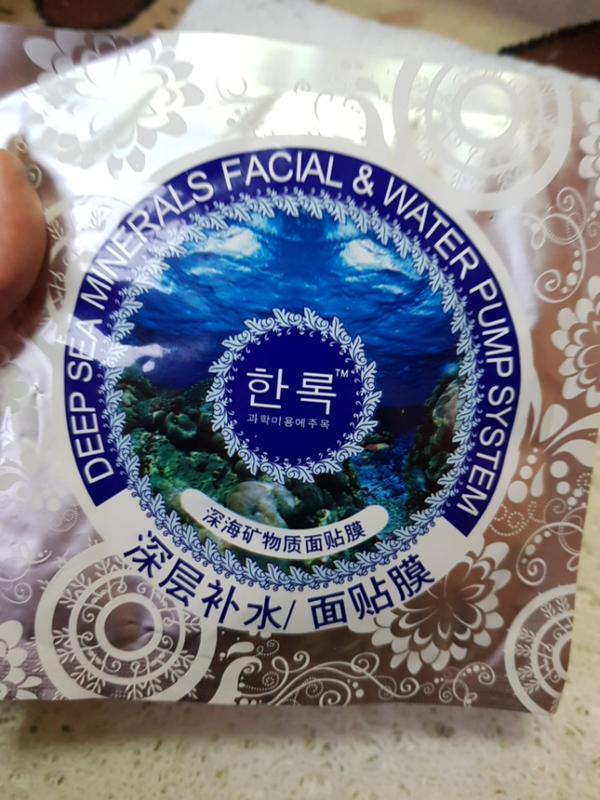 DEEP SEA MINERALS FACIAL & WATER PUMP SYSTEM
한록™
과학미용에주목
深海矿物质面贴膜
深层补水/面贴膜